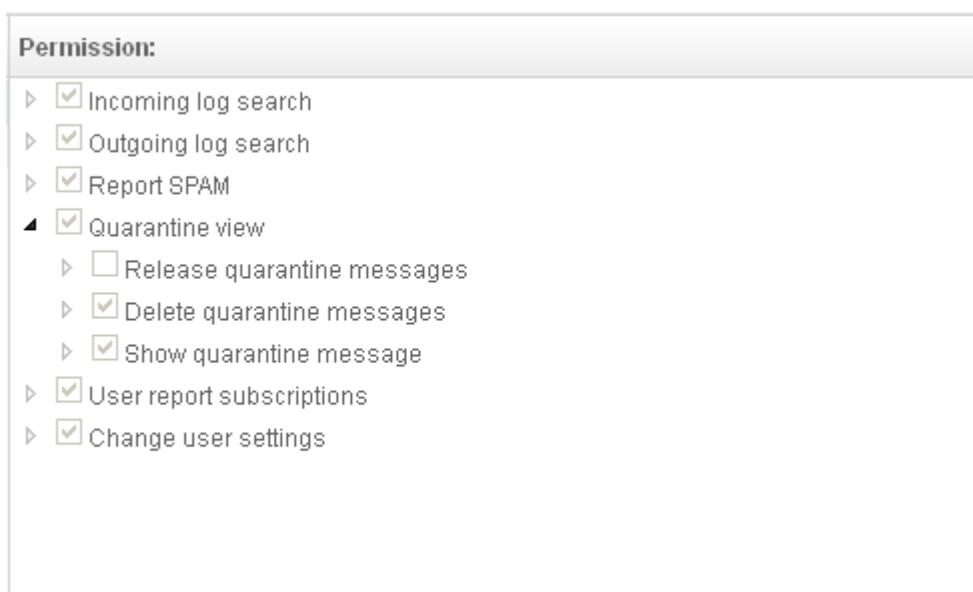 Permission:
Incoming log search
Outgoing log search
Report SPAM
Quarantine view
Release quarantine messages
Delete quarantine messages
Show quarantine message
User report subscriptions
Change user settings